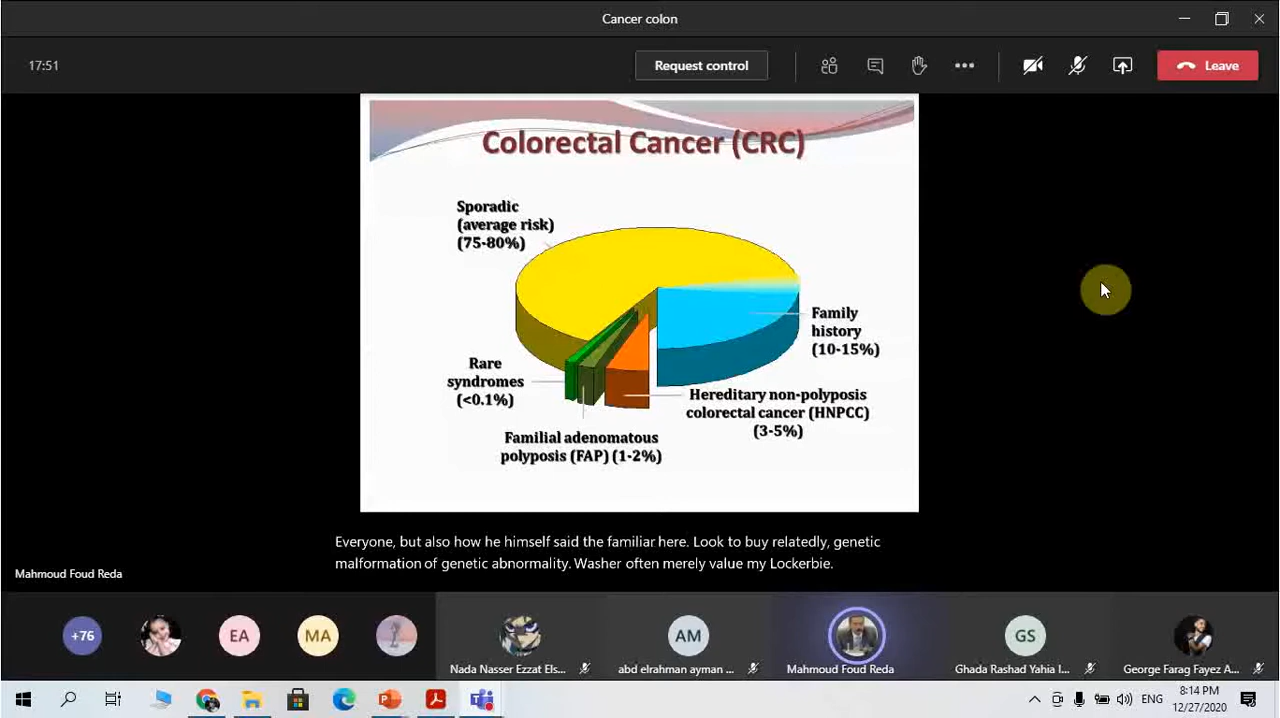 Cancer colon
17:51
Request control
Leave
Colorectal Cancer (CRC)
Sporadic
(average risk)
(75-80%)
Family
history
(10-15%)
Rare
syndromes
(<0.1%)
Hereditary non-polyposis
colorectal cancer (HNPCC)
(3-5%)
Familial adenomatous
polyposis (FAP) (1-2%)
Everyone, but also how he himself said the familiar here. Look to buy relatedly, genetic
malformation of genetic abnormality. Washer often merely value my Lockerbie.
Mahmoud Foud Reda
+76
EA
MA
AM
GS
Nada Nasser Ezzat Els...
abd elrahman ayman ...
Mahmoud Foud Reda
Ghada Rashad Yahia I...
George Farag Fayez A...
ENG
8:14 PM
12/27/2020